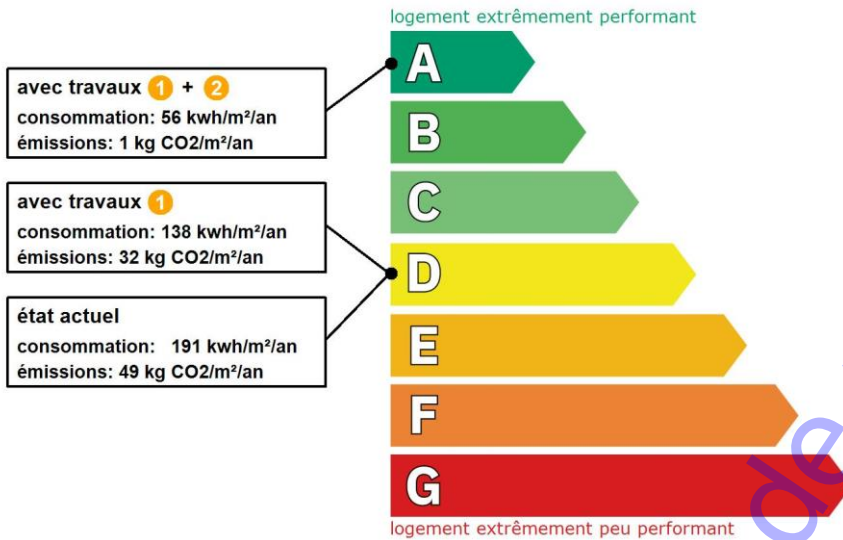 logement extrêmement performant
avec travaux 1 + 2
consommation: 56 kwh/m²/an
émissions: 1 kg CO2/m²/an
avec travaux 1
consommation: 138 kwh/m²/an
émissions: 32 kg CO2/m²/an
état actuel
consommation: 191 kwh/m²/an
émissions: 49 kg CO2/m²/an
A
B
C
D
E
F
G
logement extrêmement peu performant
de